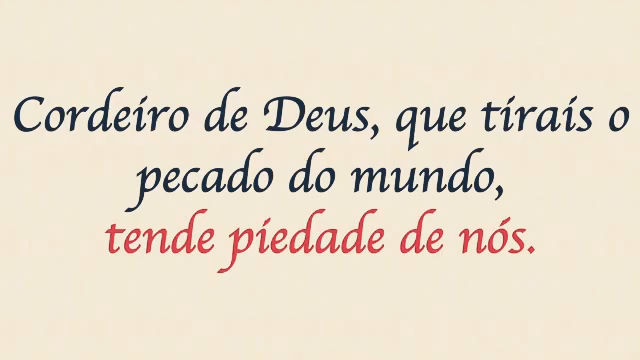 Cordeiro de Deus, que tirais o
pecado do mundo,
tende piedade de nós.